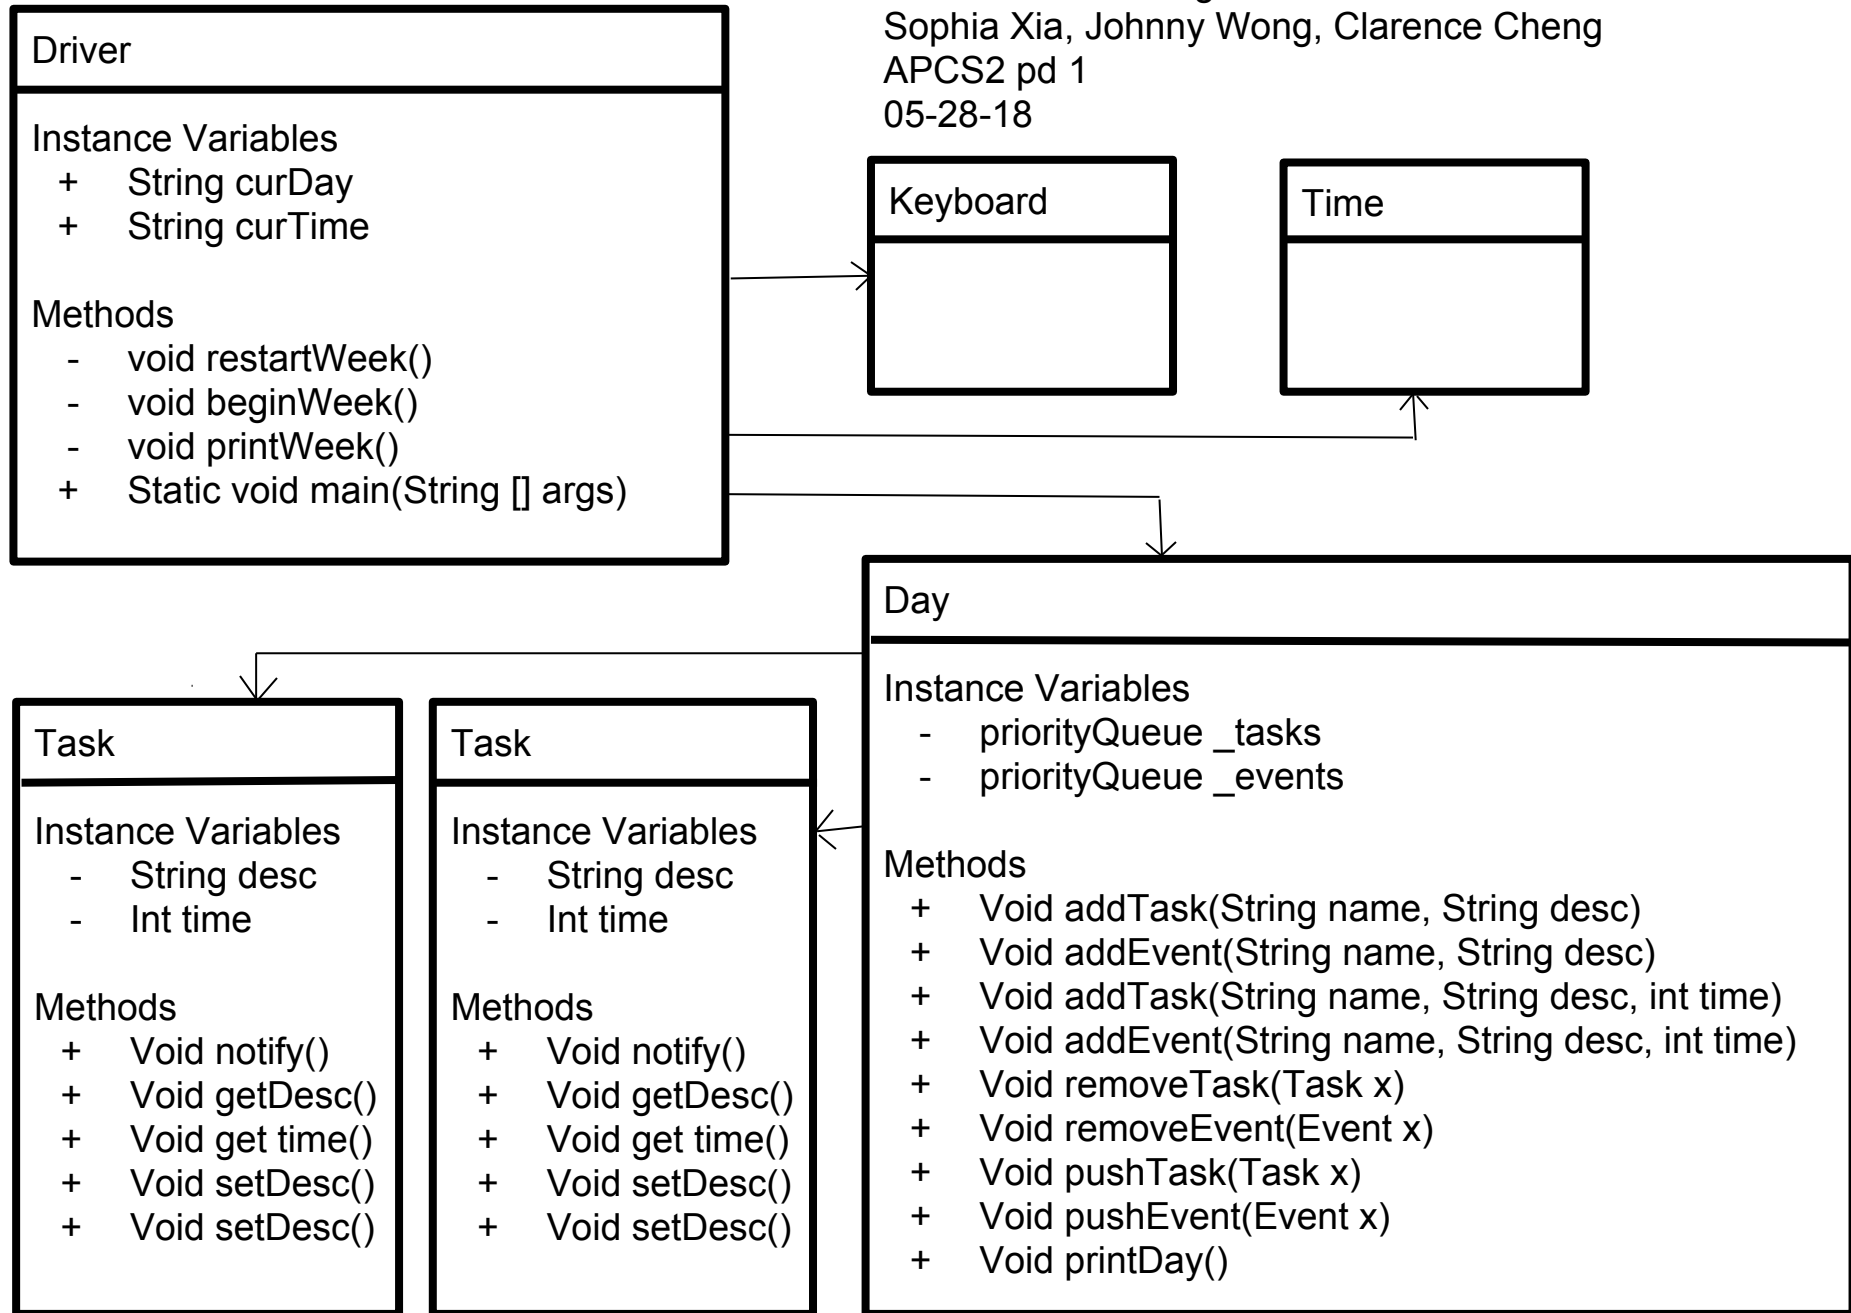 Sophia Xia, Johnny Wong, Clarence Cheng
APCS2 pd 1
05-28-18
Driver
Instance Variables
+ String curDay
+ String curTime
Methods
- void restartWeek()
- void beginWeek()
- void printWeek()
+ Static void main(String [] args)
Keyboard
Time
Task
Instance Variables
- String desc
- Int time
Methods
+ Void notify()
+ Void getDesc()
+ Void get time()
+ Void setDesc()
+ Void setDesc()
Task
Instance Variables
- String desc
- Int time
Methods
+ Void notify()
+ Void getDesc()
+ Void get time()
+ Void setDesc()
+ Void setDesc()
Day
Instance Variables
- priorityQueue _tasks
- priorityQueue _events
Methods
+ Void addTask(String name, String desc)
+ Void addEvent(String name, String desc)
+ Void addTask(String name, String desc, int time)
+ Void addEvent(String name, String desc, int time)
+ Void removeTask(Task x)
+ Void removeEvent(Event x)
+ Void pushTask(Task x)
+ Void pushEvent(Event x)
+ Void printDay()